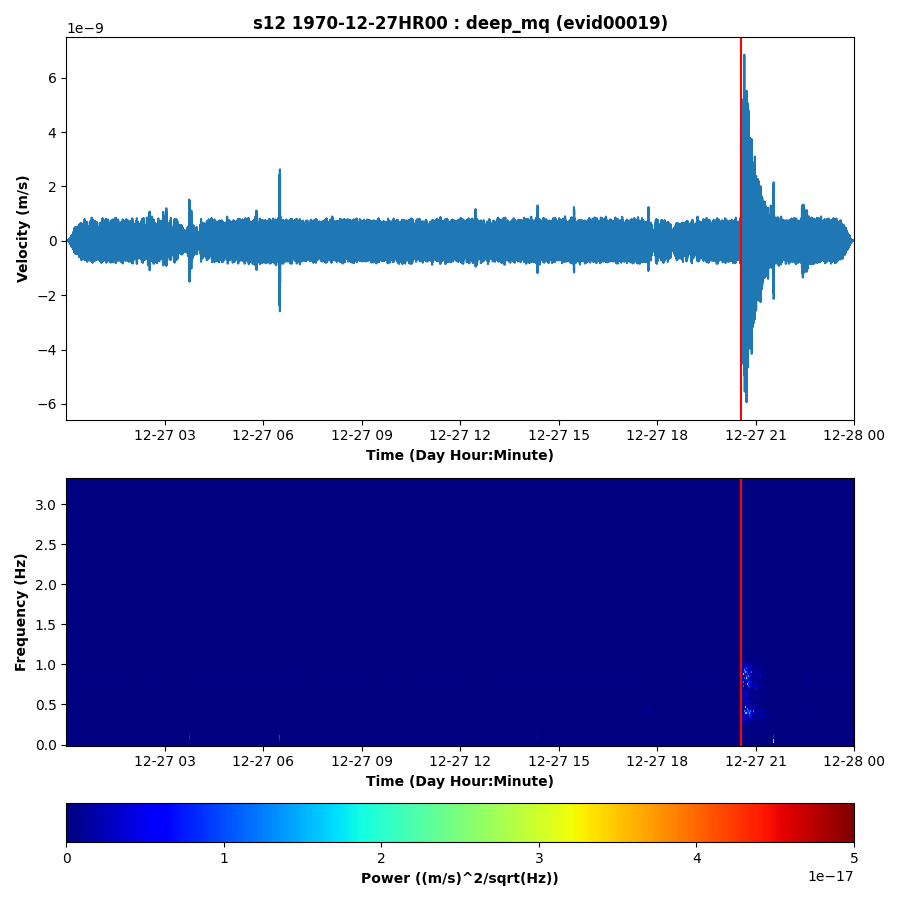 s12 1970-12-27HR00 : deep_mq (evid00019)
1e−9
6
4
2
0
−2
−4
−6
Velocity (m/s)
12-27 03 12-27 06 12-27 09 12-27 12 12-27 15 12-27 18 12-27 21 12-28 00
Time (Day Hour:Minute)
3.0
2.5
2.0
1.5
1.0
0.5
0.0
Frequency (Hz)
12-27 03 12-27 06 12-27 09 12-27 12 12-27 15 12-27 18 12-27 21 12-28 00
Time (Day Hour:Minute)
0 1 2 3 4 5
1e−17
Power ((m/s)^2/sqrt(Hz))